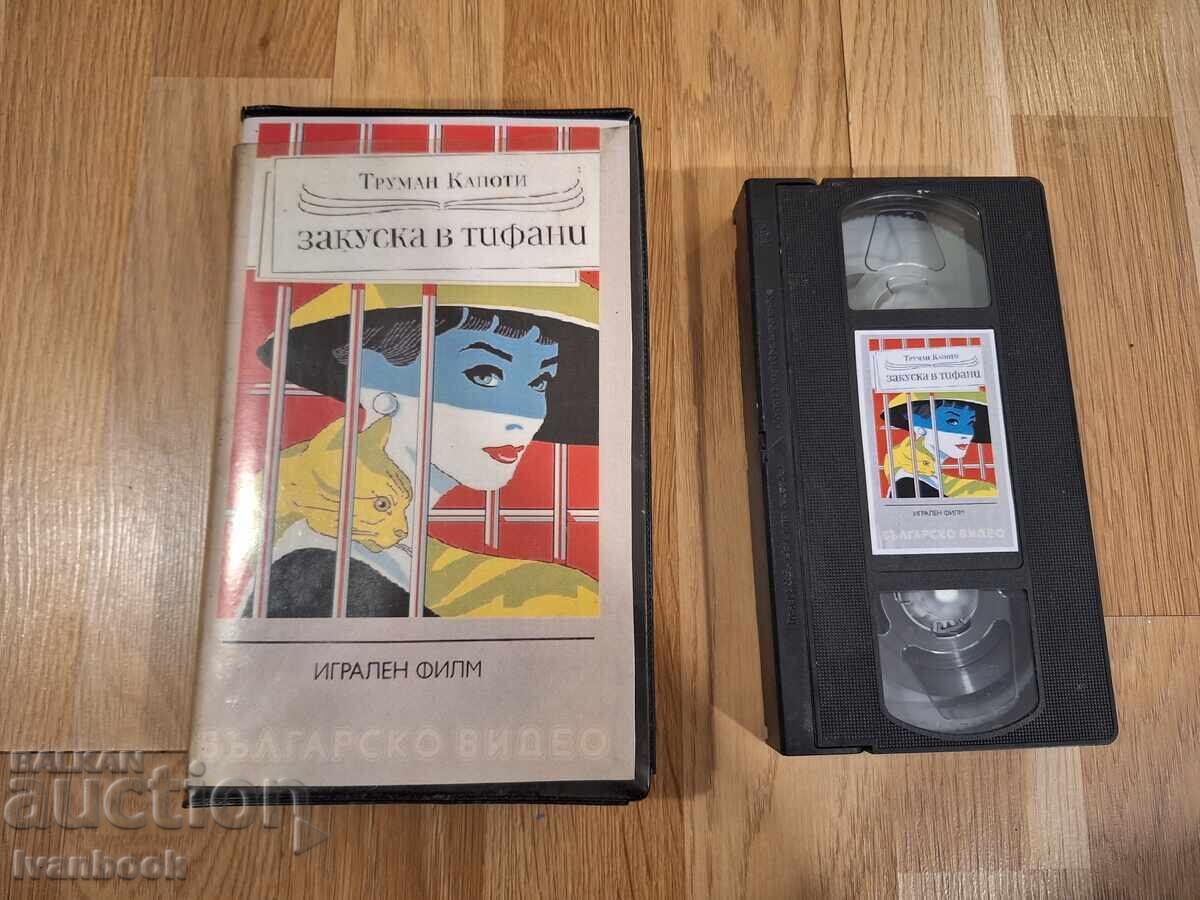 Труман Капоти
закуска в тифани
ИГРАЛЕН ФИЛМ
БЪЛГАРСКО ВИДЕО
Труман Капоти
закуска в тифани
ИГРАЛЕН ФИЛМ
БЪЛГАРСКО ВИДЕО
BALKAN
auction
Ivanbook